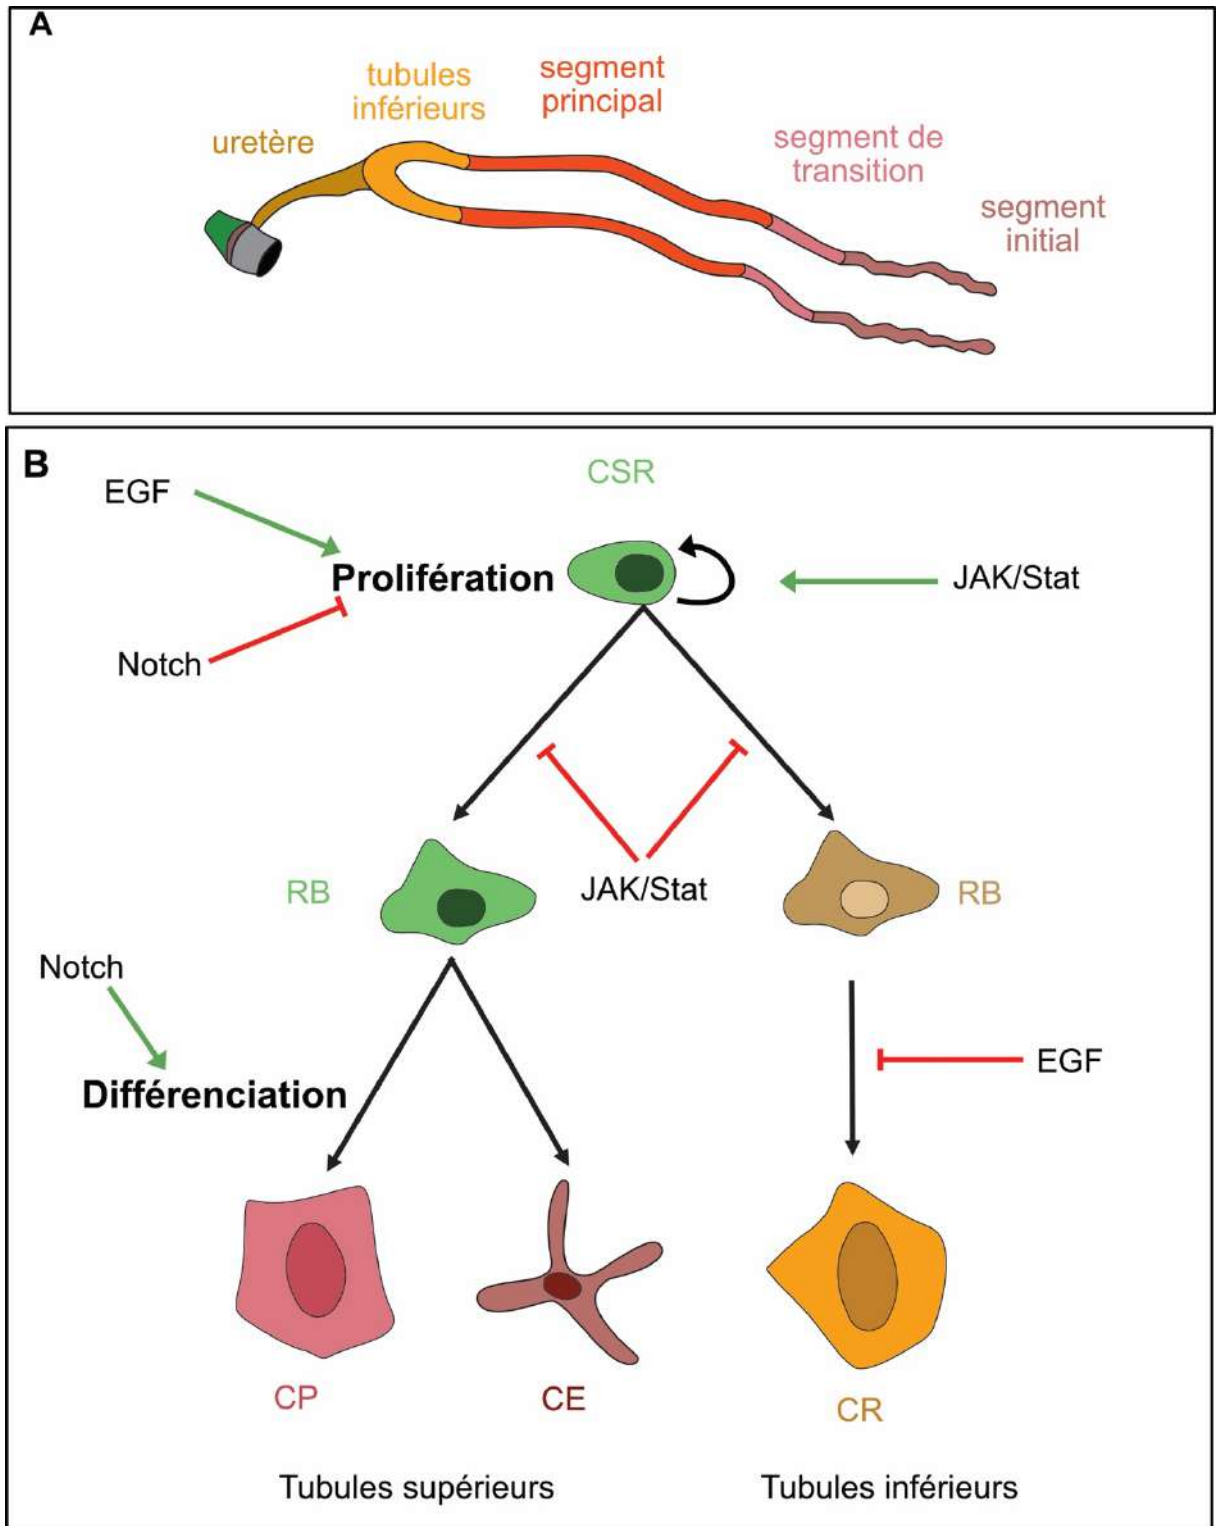 A
tubules
inférieurs
segment
principal
uretère
segment de
transition
segment
initial
B
EGF
CSR
Prolifération
JAK/Stat
Notch
RB
JAK/Stat
RB
Notch
EGF
Différenciation
CP
CE
CR
Tubules supérieurs
Tubules inférieurs